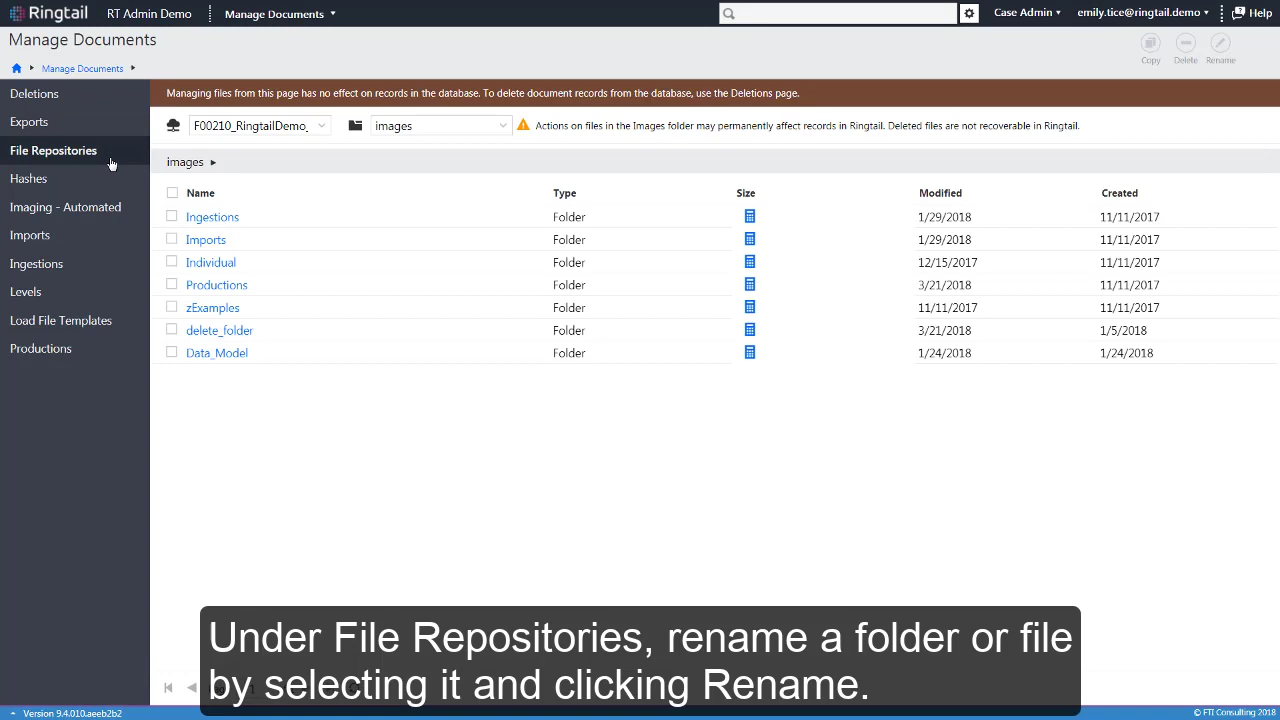 Ringtail RT Admin Demo Manage Documents Case Admin emily.tice@ringtail.demo Help
Manage Documents
Copy Delete Rename
Manage Documents
Deletions
Exports
File Repositories
Hashes
Imaging - Automated
Imports
Ingestions
Levels
Load File Templates
Productions
Managing files from this page has no effect on records in the database. To delete document records from the database, use the Deletions page.
F00210_RingtailDemo_ images Actions on files in the Images folder may permanently affect records in Ringtail. Deleted files are not recoverable in Ringtail.
images
Name Type Size Modified Created
Ingestions Folder 1/29/2018 11/11/2017
Imports Folder 1/29/2018 11/11/2017
Individual Folder 12/15/2017 11/11/2017
Productions Folder 3/21/2018 11/11/2017
zExamples Folder 11/11/2017 11/11/2017
delete_folder Folder 3/21/2018 1/5/2018
Data_Model Folder 1/24/2018 1/24/2018
Under File Repositories, rename a folder or file
by selecting it and clicking Rename.
Version 9.4.010.aeeb2b2 © FTI Consulting 2018